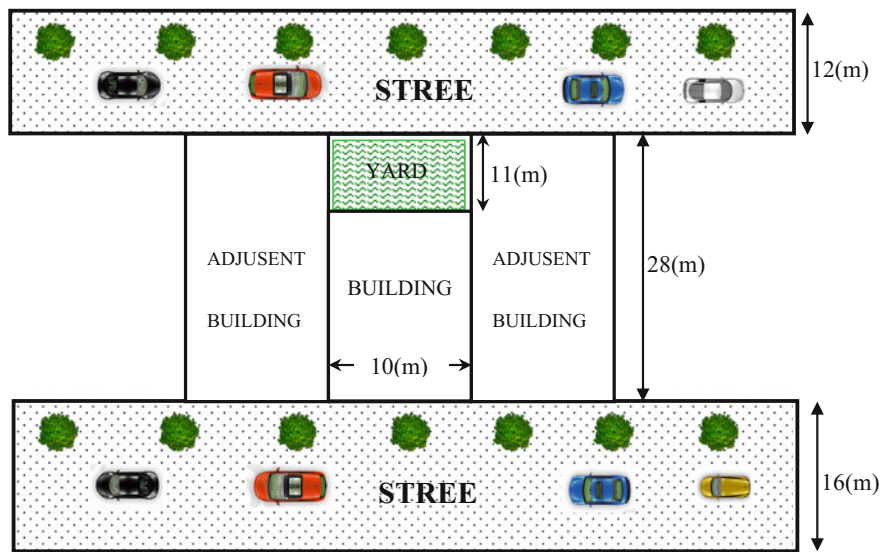 STREE
12(m)
YARD
11(m)
ADJUSENT
BUILDING
BUILDING
ADJUSENT
BUILDING
28(m)
10(m)
STREE
16(m)